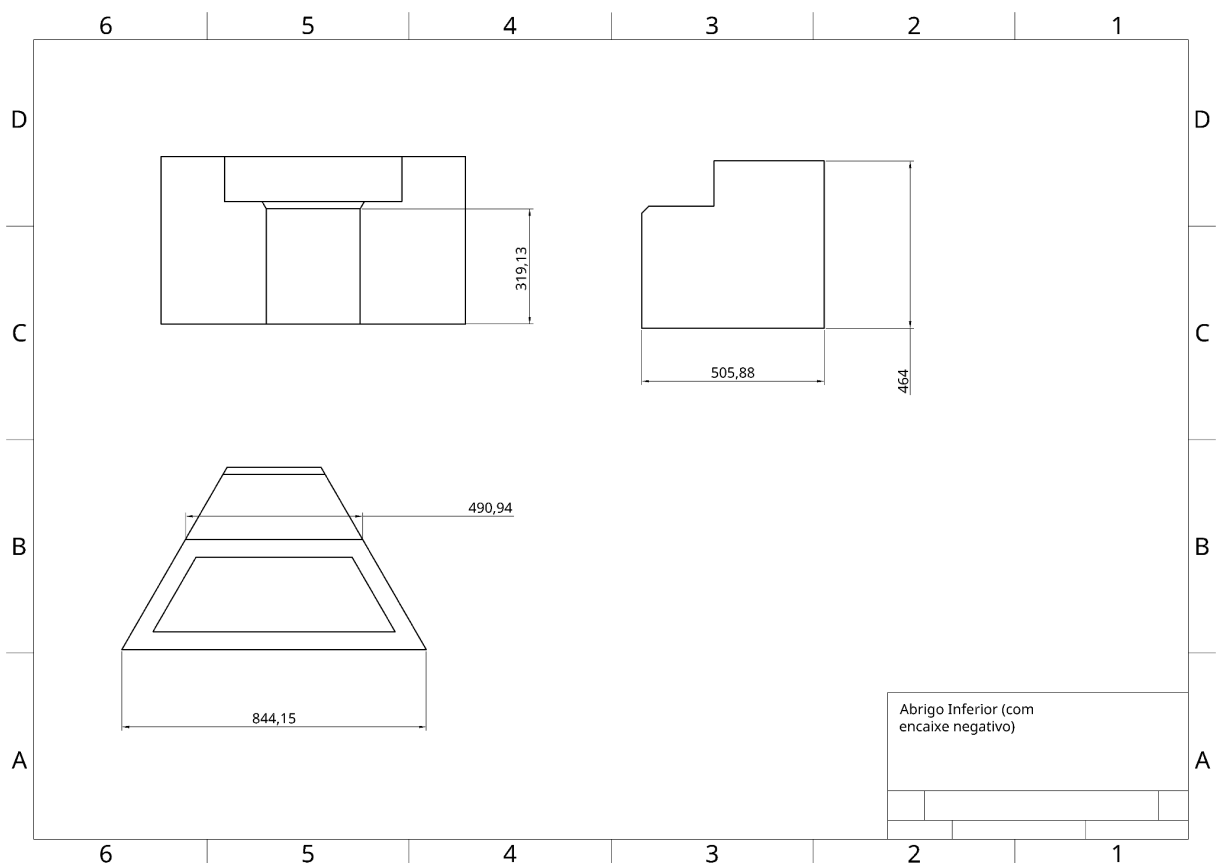 6 5 4 3 2 1
D D
319,13
C C
505,88
464
490,94
B B
844,15
Abrigo Inferior (com
encaixe negativo)
A A
6 5 4 3 2 1